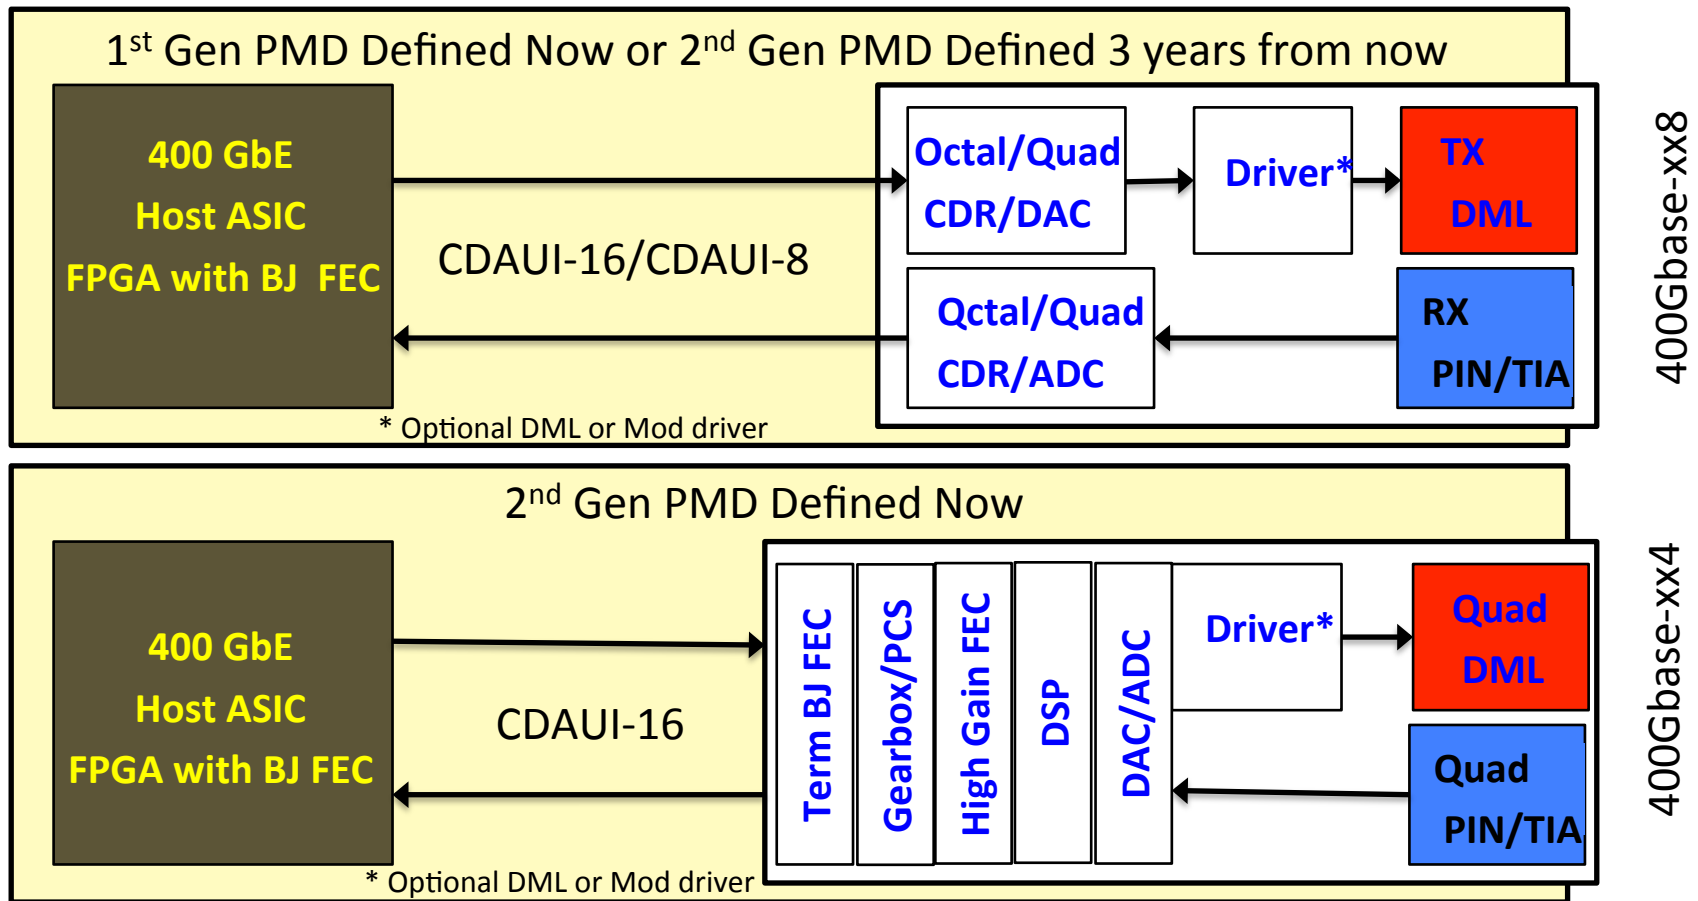 1st Gen PMD Defined Now or 2nd Gen PMD Defined 3 years from now
400 GbE
Host ASIC
FPGA with BJ  FEC
CDAUI-16/CDAUI-8
Octal/Quad
CDR/DAC
Driver*
TX
DML
Qctal/Quad
CDR/ADC
RX
PIN/TIA
* Optional DML or Mod driver
400Gbase-xx8
2nd Gen PMD Defined Now
400 GbE
Host ASIC
FPGA with BJ FEC
CDAUI-16
Term BJ FEC
Gearbox/PCS
High Gain FEC
DSP
DAC/ADC
Driver*
Quad
DML
Quad
PIN/TIA
* Optional DML or Mod driver
400Gbase-xx4